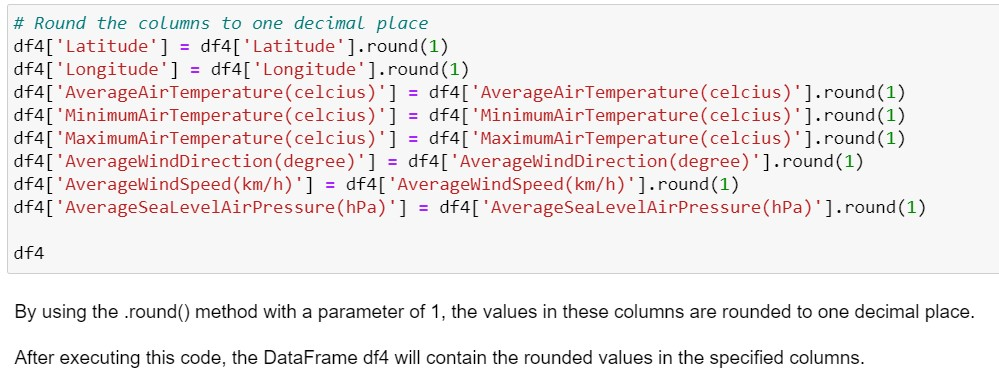 # Round the columns to one decimal place
df4['Latitude'] = df4['Latitude'].round(1)
df4['Longitude'] = df4['Longitude'].round(1)
df4['AverageAirTemperature(celcius)'] = df4['AverageAirTemperature(celcius)'].round(1)
df4['MinimumAirTemperature(celcius)'] = df4['MinimumAirTemperature(celcius)'].round(1)
df4['MaximumAirTemperature(celcius)'] = df4['MaximumAirTemperature(celcius)'].round(1)
df4['AverageWindDirection(degree)'] = df4['AverageWindDirection(degree)'].round(1)
df4['AverageWindSpeed(km/h)'] = df4['AverageWindSpeed(km/h)'].round(1)
df4['AverageSeaLevelAirPressure(hPa)'] = df4['AverageSeaLevelAirPressure(hPa)'].round(1)
df4
By using the .round() method with a parameter of 1, the values in these columns are rounded to one decimal place.
After executing this code, the DataFrame df4 will contain the rounded values in the specified columns.